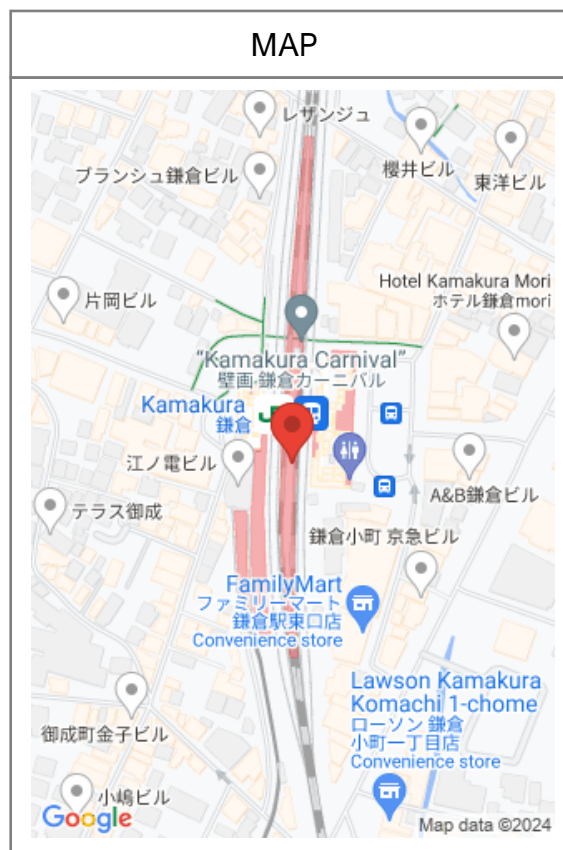 MAP
レザンジュ
櫻井ビル
東洋ビル
ブランシュ鎌倉ビル
片岡ビル
Hotel Kamakura Mori
ホテル鎌倉mori
“Kamakura Carnival”
壁画 鎌倉カーニバル
Kamakura
鎌倉
江ノ電ビル
A&B鎌倉ビル
テラス御成
鎌倉小町 京急ビル
FamilyMart
ファミリーマート
鎌倉駅東口店
Convenience store
Lawson Kamakura
Komachi 1-chome
ローソン 鎌倉
小町一丁目店
Convenience store
御成町金子ビル
小嶋ビル
Google
Map data ©2024